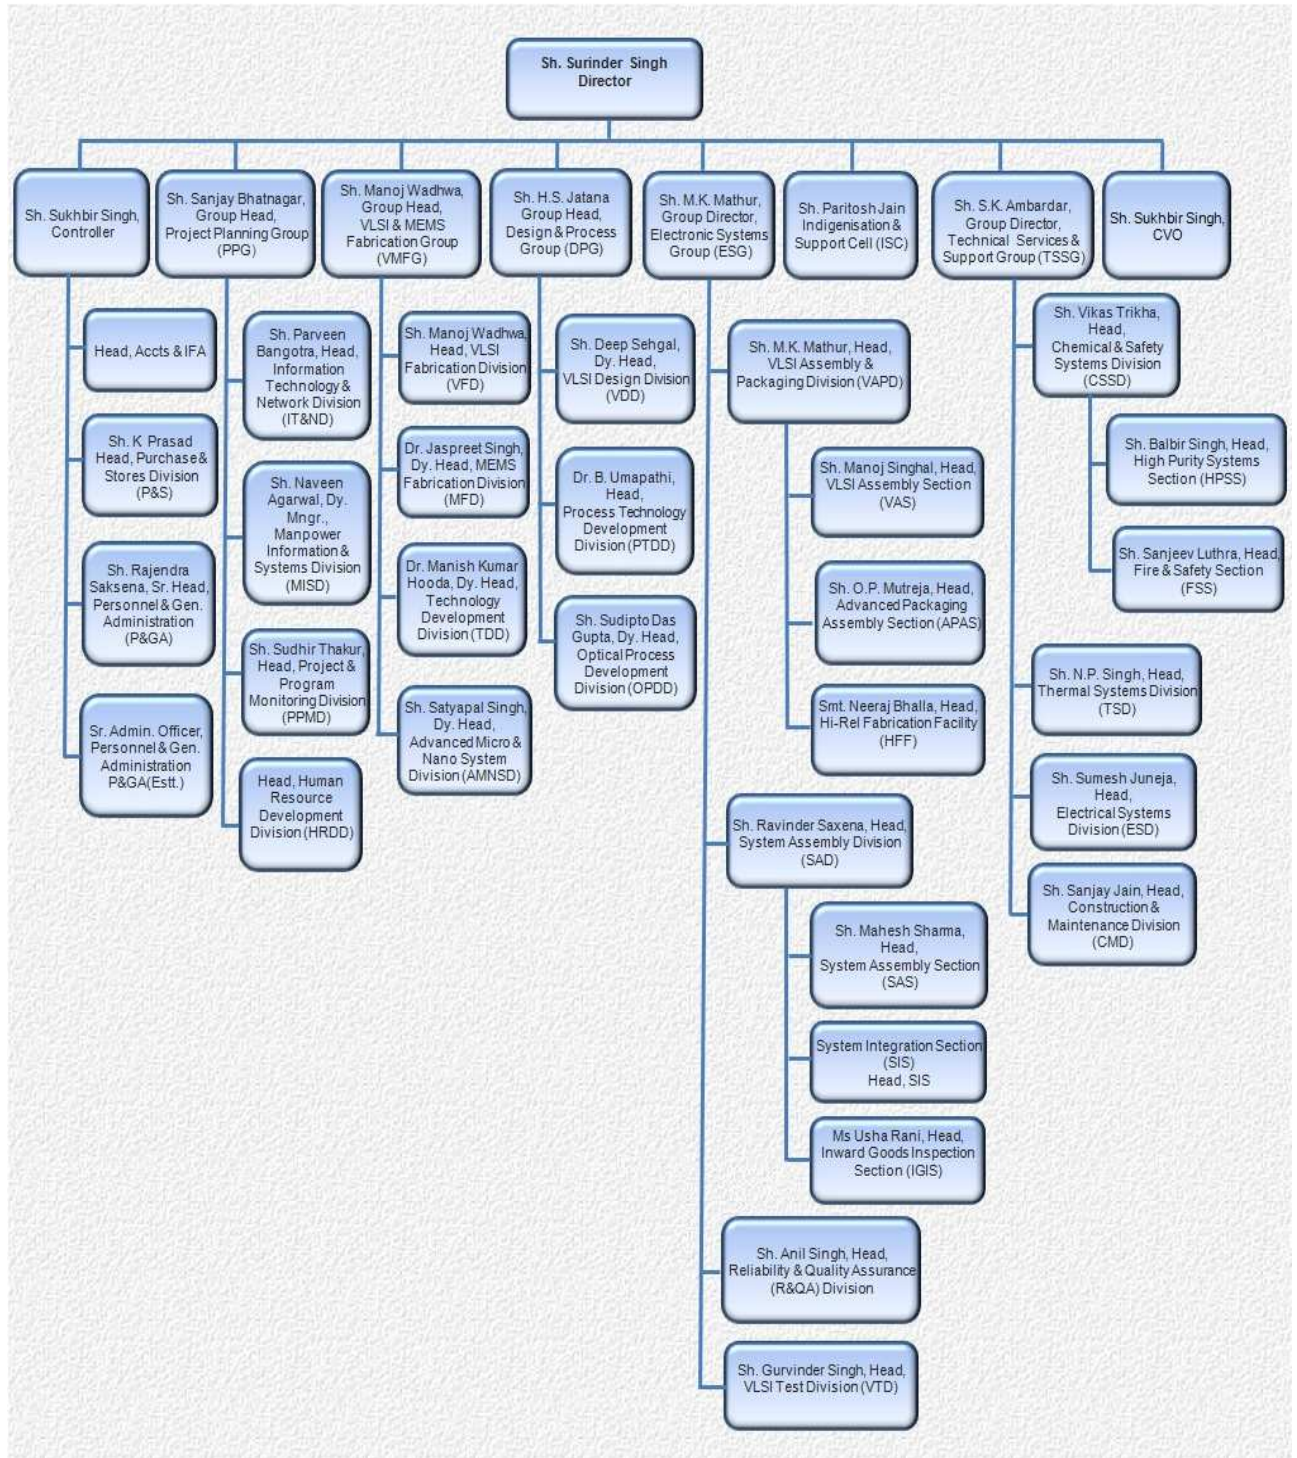 Sh. Surinder Singh
Director
Sh. Sukhbir Singh,
Controller
Sh. Sanjay Bhatnagar,
Group Head,
Project Planning Group
(PPG)
Sh. Manoj Wadhwa,
Group Head,
VLSI & MEMS
Fabrication Group
(VMFG)
Sh. H.S. Jatana
Group Head,
Design & Process
Group (DPG)
Sh. M.K. Mathur,
Group Director,
Electronic Systems
Group (ESG)
Sh. Paritosh Jain
Indigenisation &
Support Cell (ISC)
Sh. S.K. Ambardar,
Group Director,
Technical Services &
Support Group (TSSG)
Sh. Sukhbir Singh,
CVO
Head, Accts & IFA
Sh. K Prasad
Head, Purchase &
Stores Division
(P&S)
Sh. Rajendra
Saksena, Sr. Head,
Personnel & Gen.
Administration
(P&GA)
Sr. Admin. Officer,
Personnel & Gen.
Administration
P&GA(Estt.)
Sh. Parveen
Bangotra, Head,
Information
Technology &
Network Division
(IT&ND)
Sh. Naveen
Agarwal, Dy.
Mngr.,
Manpower
Information &
Systems Division
(MISD)
Sh. Sudhir Thakur,
Head, Project &
Program
Monitoring Division
(PPMD)
Head, Human
Resource
Development
Division (HRDD)
Sh. Manoj Wadhwa,
Head, VLSI
Fabrication Division
(VFD)
Dr. Jaspreet Singh,
Dy. Head, MEMS
Fabrication Division
(MFD)
Dr. Manish Kumar
Hooda, Dy. Head,
Technology
Development
Division (TDD)
Sh. Satyapal Singh,
Dy. Head,
Advanced Micro &
Nano System
Division (AMNSD)
Sh. Deep Sehgal,
Dy. Head,
VLSI Design Division
(VDD)
Dr. B. Umapathi,
Head,
Process Technology
Development
Division (PTDD)
Sh. Sudipto Das
Gupta, Dy. Head,
Optical Process
Development
Division (OPDD)
Sh. M.K. Mathur, Head,
VLSI Assembly &
Packaging Division (VAPD)
Sh. Manoj Singhal, Head,
VLSI Assembly Section
(VAS)
Sh. O.P. Mutreja, Head,
Advanced Packaging
Assembly Section (APAS)
Smt. Neeraj Bhalla, Head,
Hi-Rel Fabrication Facility
(HFF)
Sh. Ravinder Saxena, Head,
System Assembly Division
(SAD)
Sh. Mahesh Sharma,
Head,
System Assembly Section
(SAS)
System Integration Section
(SIS)
Head, SIS
Ms Usha Rani, Head,
Inward Goods Inspection
Section (IGIS)
Sh. Anil Singh, Head,
Reliability & Quality Assurance
(R&QA) Division
Sh. Gurvinder Singh, Head,
VLSI Test Division (VTD)
Sh. Vikas Trikha,
Head,
Chemical & Safety
Systems Division
(CSSD)
Sh. Balbir Singh, Head,
High Purity Systems
Section (HPSS)
Sh. Sanjeev Luthra, Head,
Fire & Safety Section
(FSS)
Sh. N.P. Singh, Head,
Thermal Systems Division
(TSD)
Sh. Sumesh Juneja,
Head,
Electrical Systems
Division (ESD)
Sh. Sanjay Jain, Head,
Construction &
Maintenance Division
(CMD)